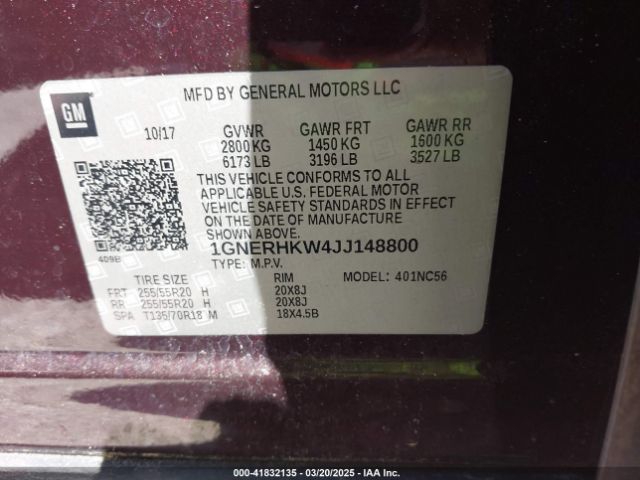 MFD BY GENERAL MOTORS LLC
GM
10/17 GVWR GAWR FRT GAWR RR
2800 KG 1450 KG 1600 KG
6173 LB 3196 LB 3527 LB
THIS VEHICLE CONFORMS TO ALL
APPLICABLE U.S. FEDERAL MOTOR
VEHICLE SAFETY STANDARDS IN EFFECT
ON THE DATE OF MANUFACTURE
SHOWN ABOVE.
409B
1GNERHKW4JJ148800
TYPE: M.P.V.
TIRE SIZE RIM MODEL: 401NC56
FRT 255/55R20 H 20X8J
RR 255/55R20 H 20X8J
SPA T135/70R18 M 18X4.5B
000-41832135 - 03/20/2025 - IAA Inc.